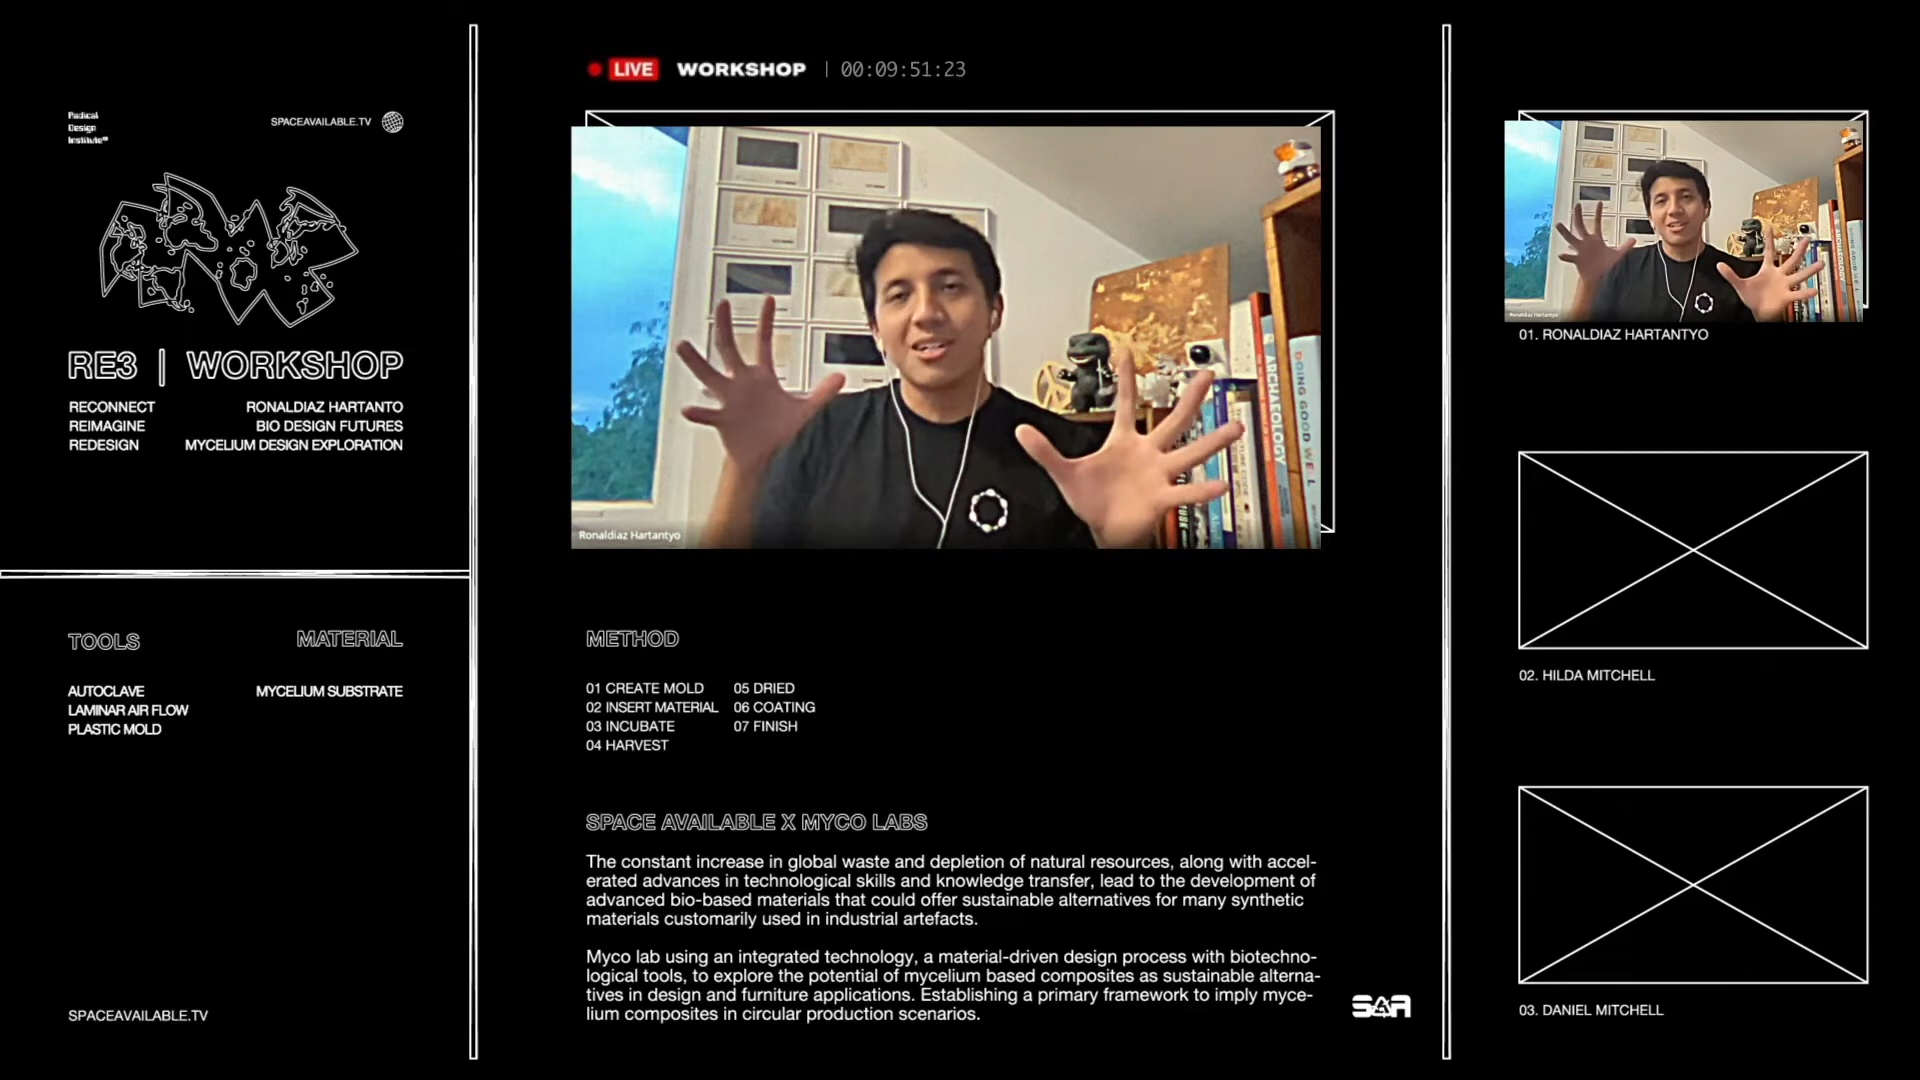 Radical
Design
Institute
SPACEAVAILABLE.TV
RE3 | WORKSHOP
RECONNECT
REIMAGINE
REDESIGN
RONALDIAZ HARTANTO
BIO DESIGN FUTURES
MYCELIUM DESIGN EXPLORATION
TOOLS
AUTOCLAVE
LAMINAR AIR FLOW
PLASTIC MOLD
MATERIAL
MYCELIUM SUBSTRATE
SPACEAVAILABLE.TV
LIVE WORKSHOP | 00:09:51:23
ARCHAEOLOGY
DOING GOOD WELL
Ronaldiaz Hartantyo
METHOD
01 CREATE MOLD
02 INSERT MATERIAL
03 INCUBATE
04 HARVEST
05 DRIED
06 COATING
07 FINISH
SPACE AVAILABLE X MYCO LABS
The constant increase in global waste and depletion of natural resources, along with accel-
erated advances in technological skills and knowledge transfer, lead to the development of
advanced bio-based materials that could offer sustainable alternatives for many synthetic
materials customarily used in industrial artefacts.
Myco lab using an integrated technology, a material-driven design process with biotechno-
logical tools, to explore the potential of mycelium based composites as sustainable alterna-
tives in design and furniture applications. Establishing a primary framework to imply myce-
lium composites in circular production scenarios.
SAA
ARCHAEOLOGY
Ronaldiaz Hartantyo
01. RONALDIAZ HARTANTYO
02. HILDA MITCHELL
03. DANIEL MITCHELL